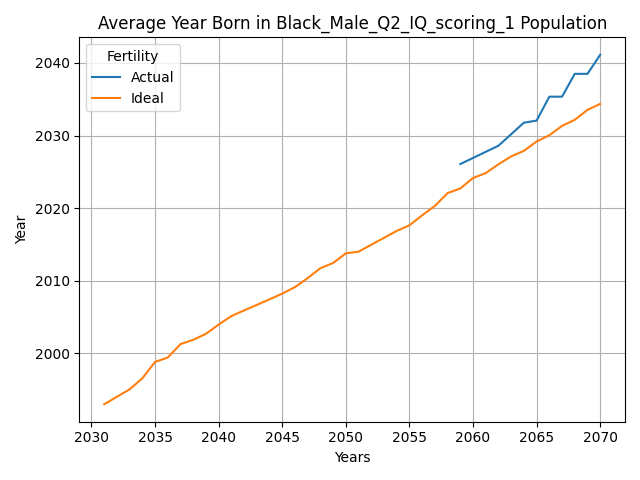 Average Year Born in Black_Male_Q2_IQ_scoring_1 Population
Fertility
Actual
Ideal
Year
2040
2030
2020
2010
2000
2030 2035 2040 2045 2050 2055 2060 2065 2070
Years